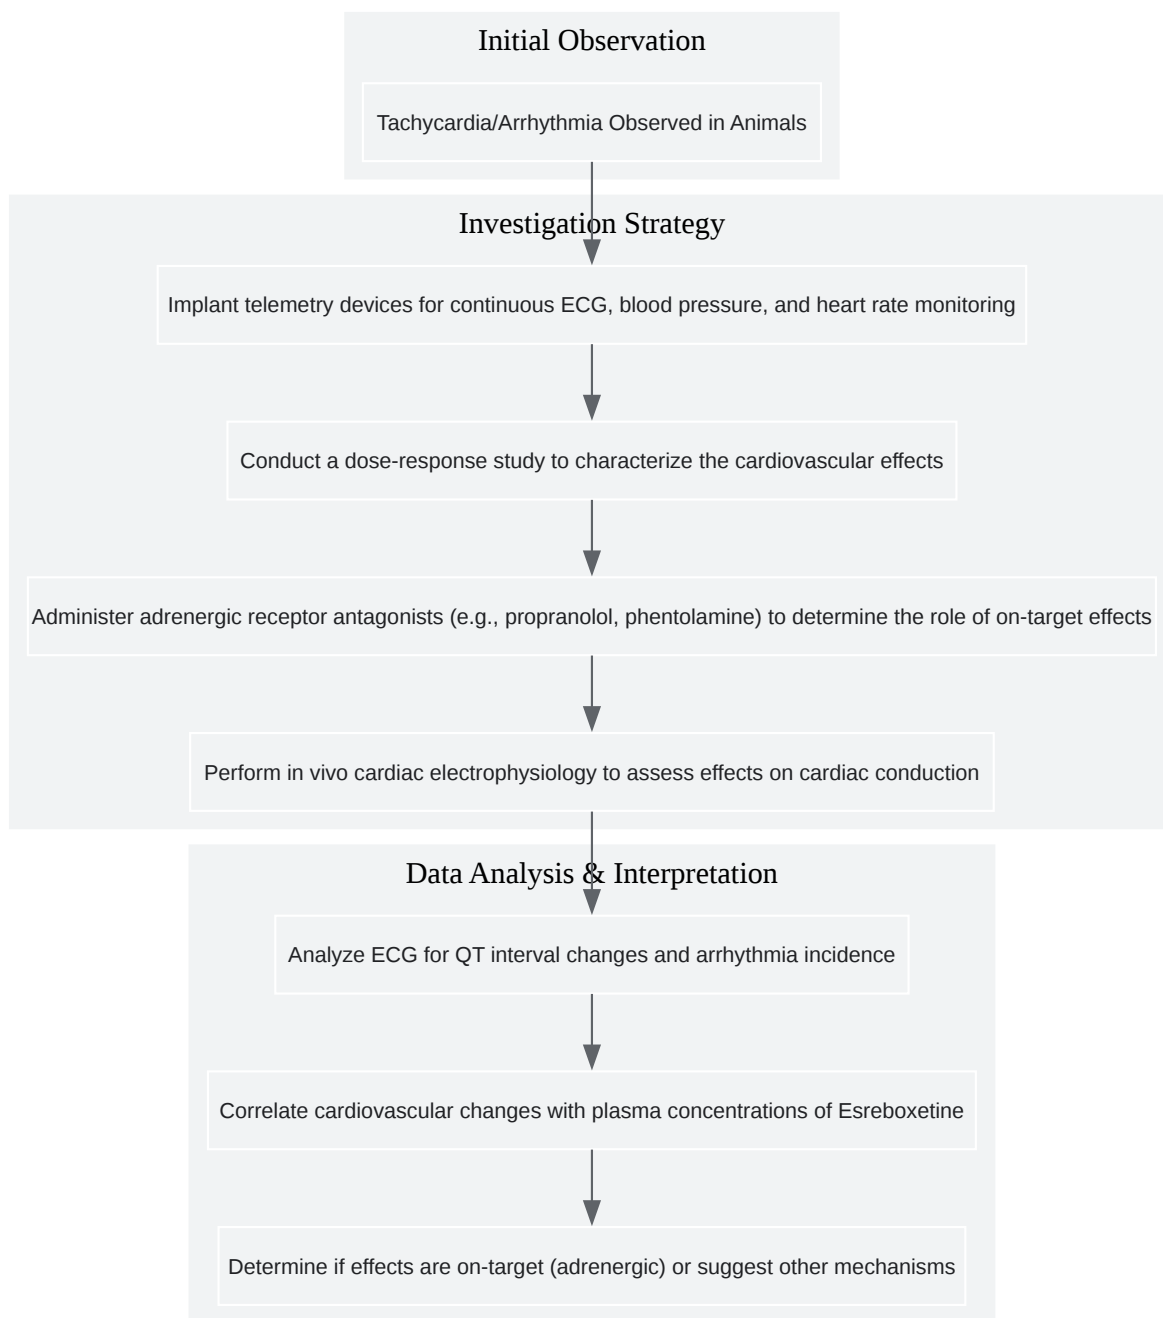 Initial Observation
Tachycardia/Arrhythmia Observed in Animals
Investigation Strategy
Implant telemetry devices for continuous ECG, blood pressure, and heart rate monitoring
Conduct a dose-response study to characterize the cardiovascular effects
Administer adrenergic receptor antagonists (e.g., propranolol, phentolamine) to determine the role of on-target effects
Perform in vivo cardiac electrophysiology to assess effects on cardiac conduction
Data Analysis & Interpretation
Analyze ECG for QT interval changes and arrhythmia incidence
Correlate cardiovascular changes with plasma concentrations of Esreboxetine
Determine if effects are on-target (adrenergic) or suggest other mechanisms